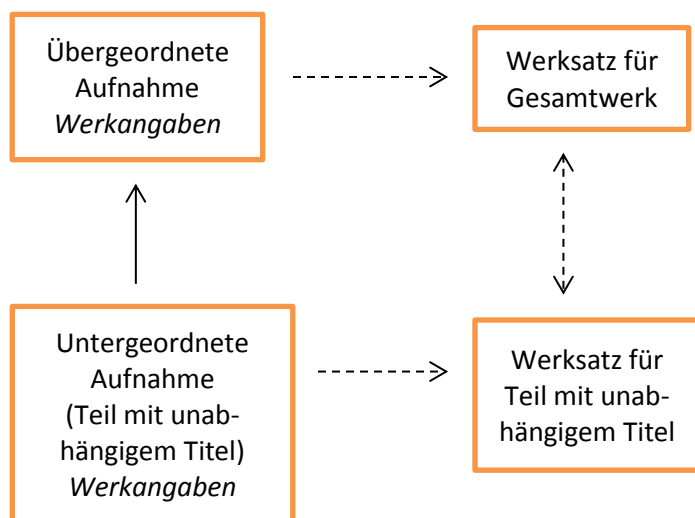 Übergeordnete
Aufnahme
Werkangaben
Werksatz für
Gesamtwerk
Untergeordnete
Aufnahme
(Teil mit unab-
hängigem Titel)
Werkangaben
Werksatz für
Teil mit unab-
hängigem Titel